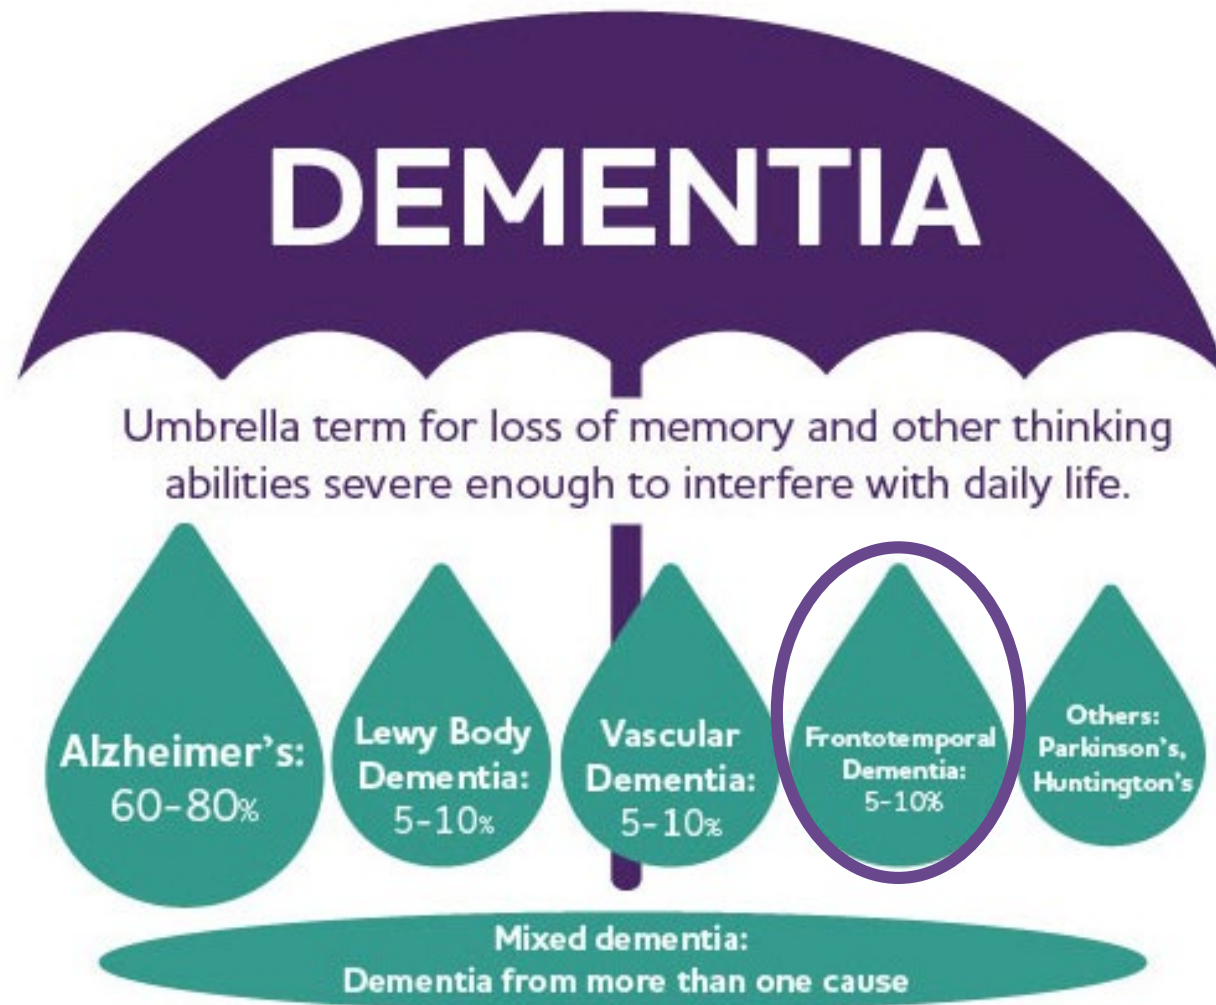 DEMENTIA
Umbrella term for loss of memory and other thinking
abilities severe enough to interfere with daily life.
Alzheimer's:
60-80%
Lewy Body
Dementia:
5-10%
Vascular
Dementia:
5-10%
Frontotemporal
Dementia:
5-10%
Others:
Parkinson's,
Huntington's
Mixed dementia:
Dementia from more than one cause